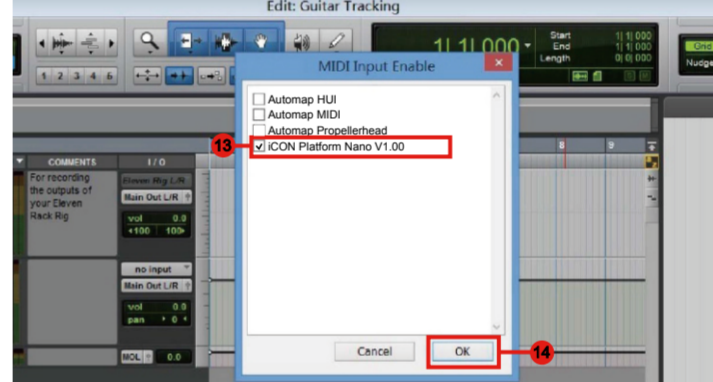 Edit: Guitar Tracking
1| 1| 000
Start 1| 1| 000
End 1| 1| 000
Length 0| 0| 000
Nudge
1 2 3 4 5
MIDI Input Enable
Automap HUI
Automap MIDI
Automap Propellerhead
13
iCON Platform Nano V1.00
8 9
COMMENTS I / O
For recording
the outputs of
your Eleven
Rack Rig
Eleven Rig L/R
Main Out L/R
vol 0.0
100 100
no input
Main Out L/R
vol 0.0
pan 0
Cancel OK
14
0.0